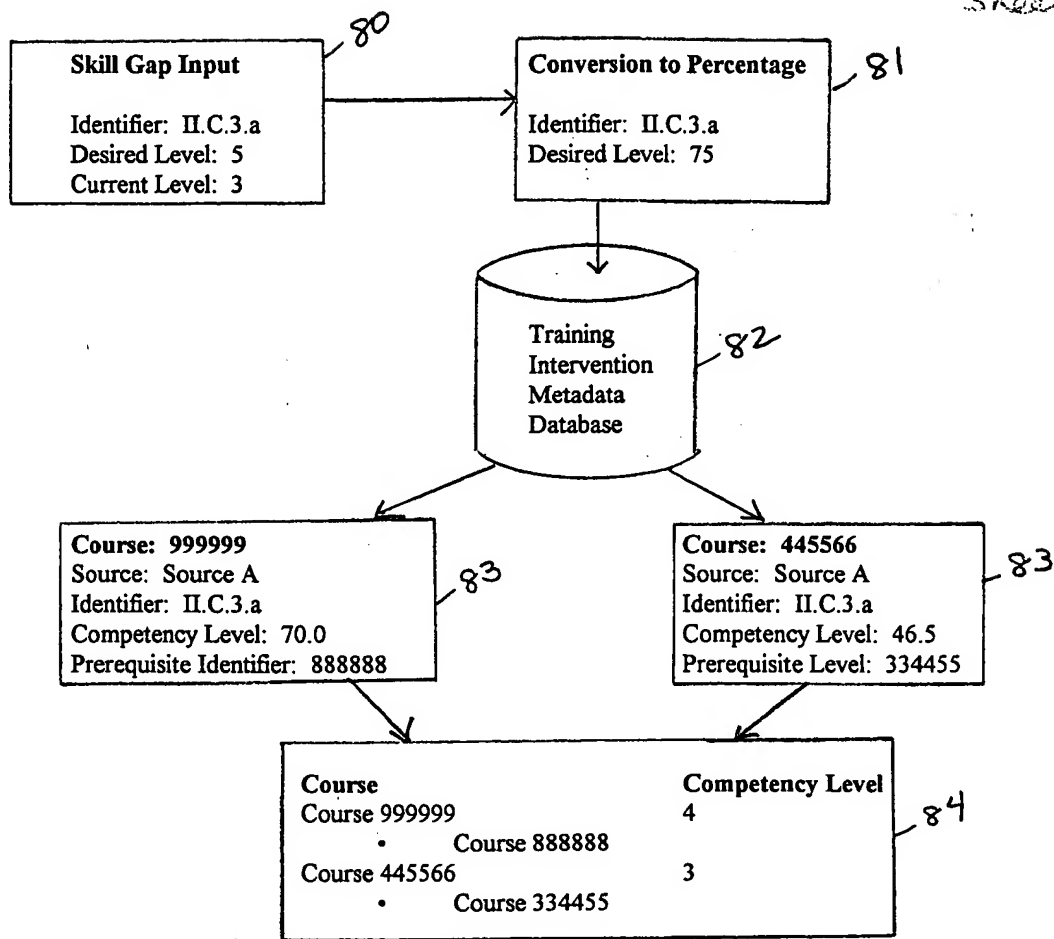 80
Skill Gap Input
Identifier: II.C.3.a
Desired Level: 5
Current Level: 3
81
Conversion to Percentage
Identifier: II.C.3.a
Desired Level: 75
82
Training
Intervention
Metadata
Database
83
Course: 999999
Source: Source A
Identifier: II.C.3.a
Competency Level: 70.0
Prerequisite Identifier: 888888
83
Course: 445566
Source: Source A
Identifier: II.C.3.a
Competency Level: 46.5
Prerequisite Level: 334455
84
Course Competency Level
Course 999999 4
• Course 888888
Course 445566 3
• Course 334455